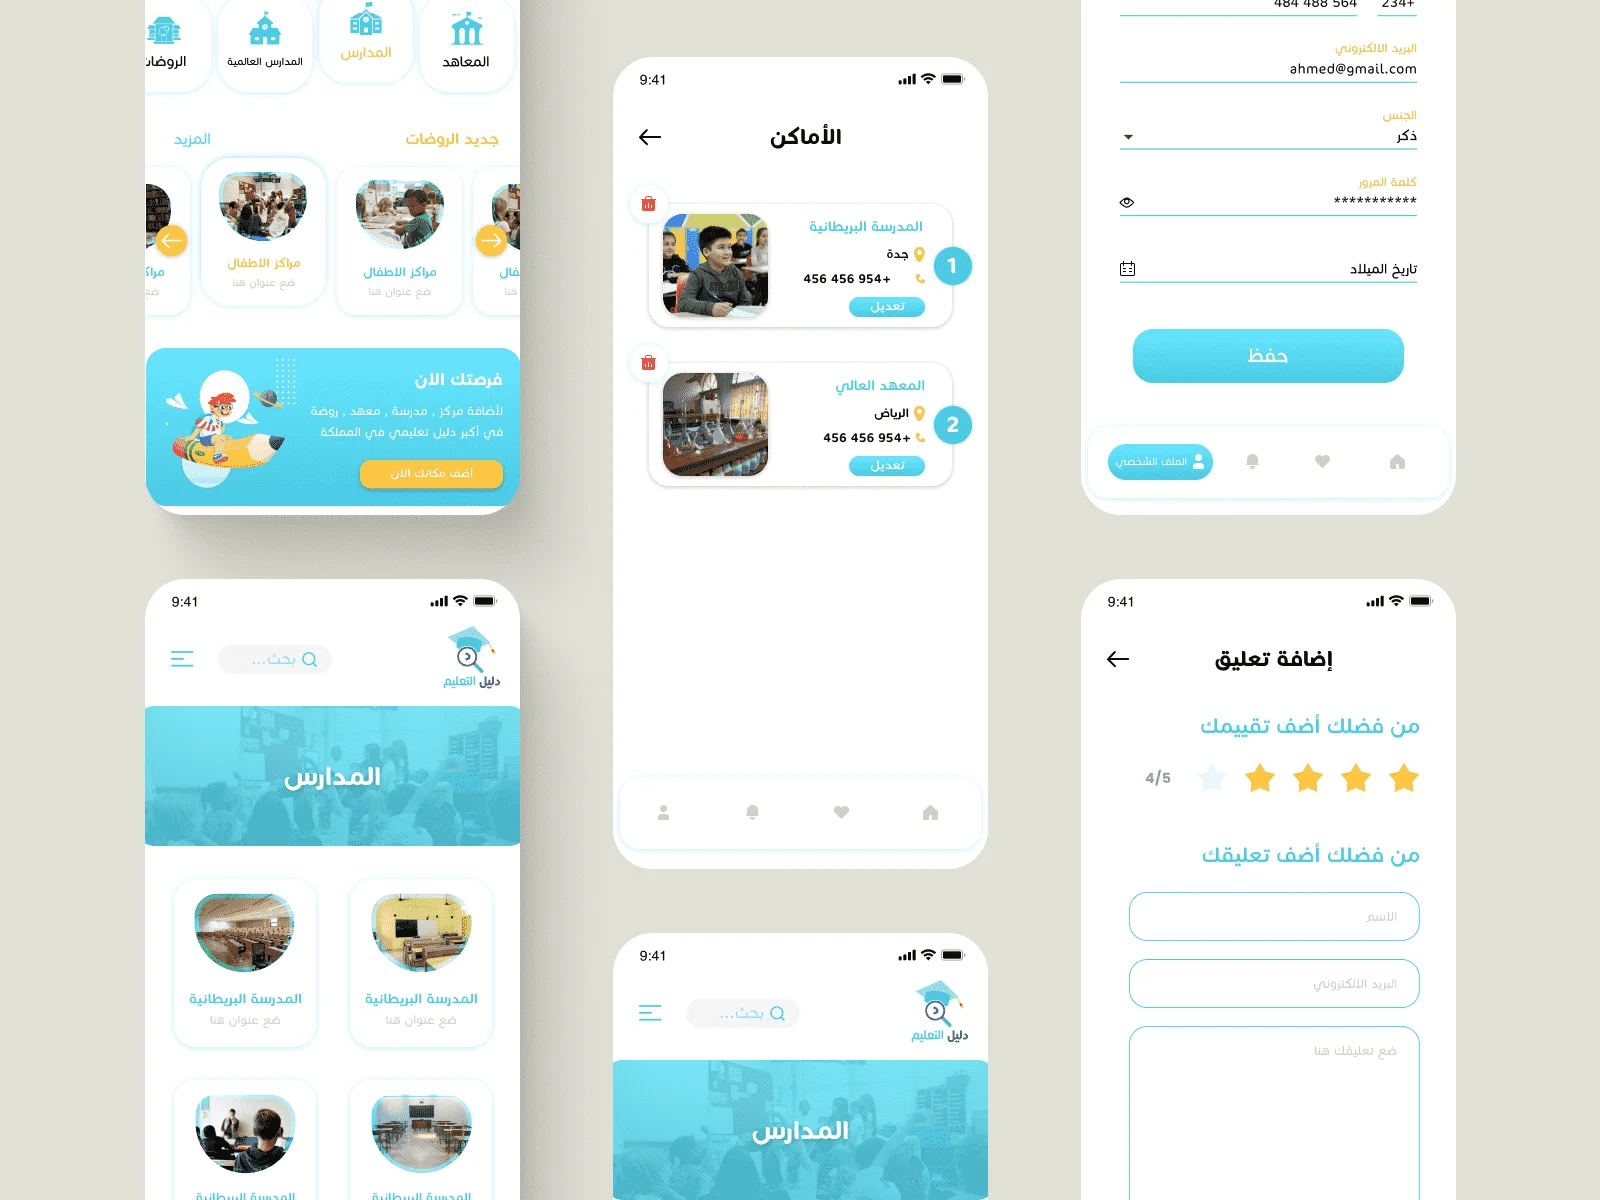 المعاهد
المدارس
المدارس العالمية
الروضات
جديد الروضات
المزيد
مراكز الاطفال
ضع عنوان هنا
مراكز الاطفال
ضع عنوان هنا
فرصتك الان
لأضافة مركز , مدرسة , معهد , روضة
في أكبر دليل تعليمي في المملكة
أضف مكانك الان
9:41
بحث...
دليل التعليم
المدارس
المدرسة البريطانية
ضع عنوان هنا
المدرسة البريطانية
ضع عنوان هنا
المدرسة البريطانية
المدرسة البريطانية
9:41
الأماكن
المدرسة البريطانية
جدة
456 456 954+
تعديل
1
المعهد العالي
الرياض
456 456 954+
تعديل
2
9:41
بحث...
دليل التعليم
المدارس
234+
484 488 564
البريد الالكتروني
ahmed@gmail.com
الجنس
ذكر
كلمة المرور
***********
تاريخ الميلاد
حفظ
الملف الشخصي
9:41
إضافة تعليق
من فضلك أضف تقييمك
4/5
من فضلك أضف تعليقك
الاسم
البريد الالكتروني
ضع تعليقك هنا